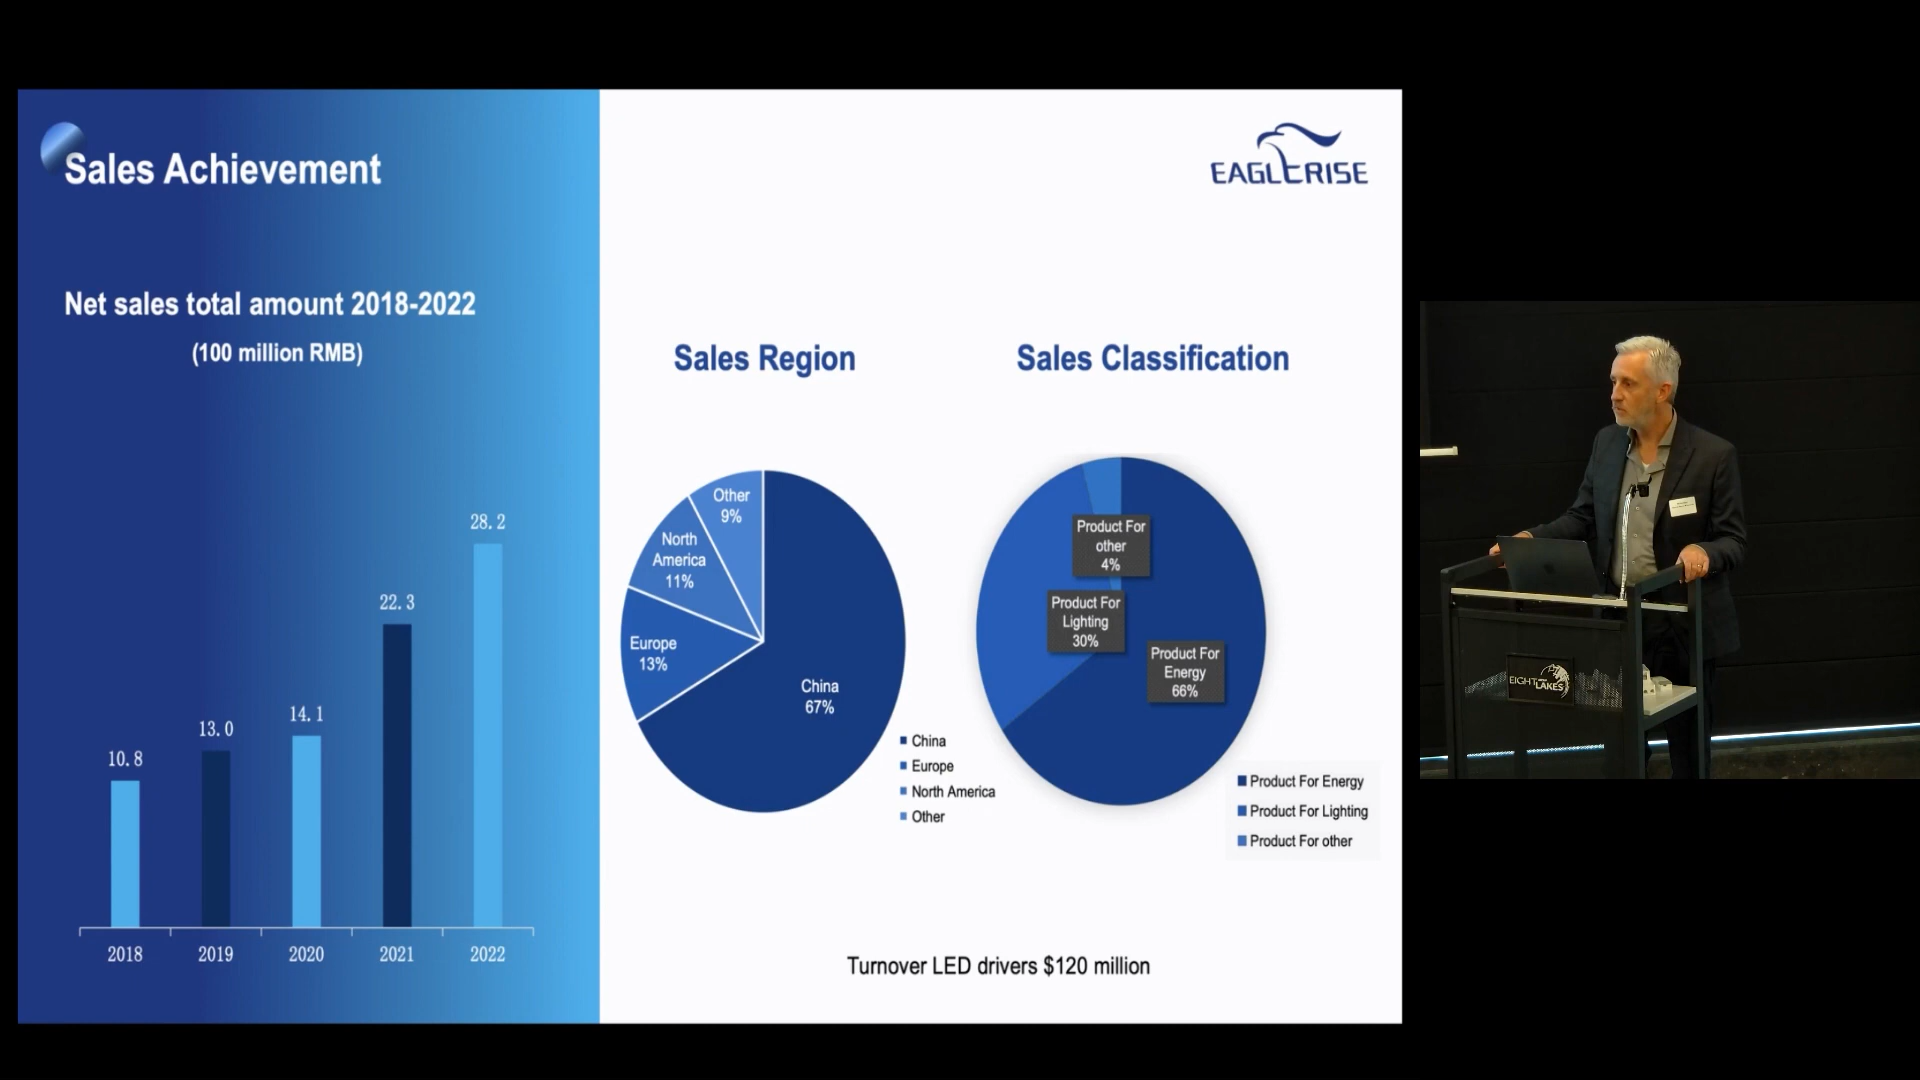 Sales Achievement
EAGLERISE
Net sales total amount 2018-2022
(100 million RMB)
28.2
22.3
14.1
13.0
10.8
2018
2019
2020
2021
2022
Sales Region
Other
9%
North
America
11%
Europe
13%
China
67%
China
Europe
North America
Other
Sales Classification
Product For
other
4%
Product For
Lighting
30%
Product For
Energy
66%
Product For Energy
Product For Lighting
Product For other
Turnover LED drivers $120 million
EIGHT
LAKES